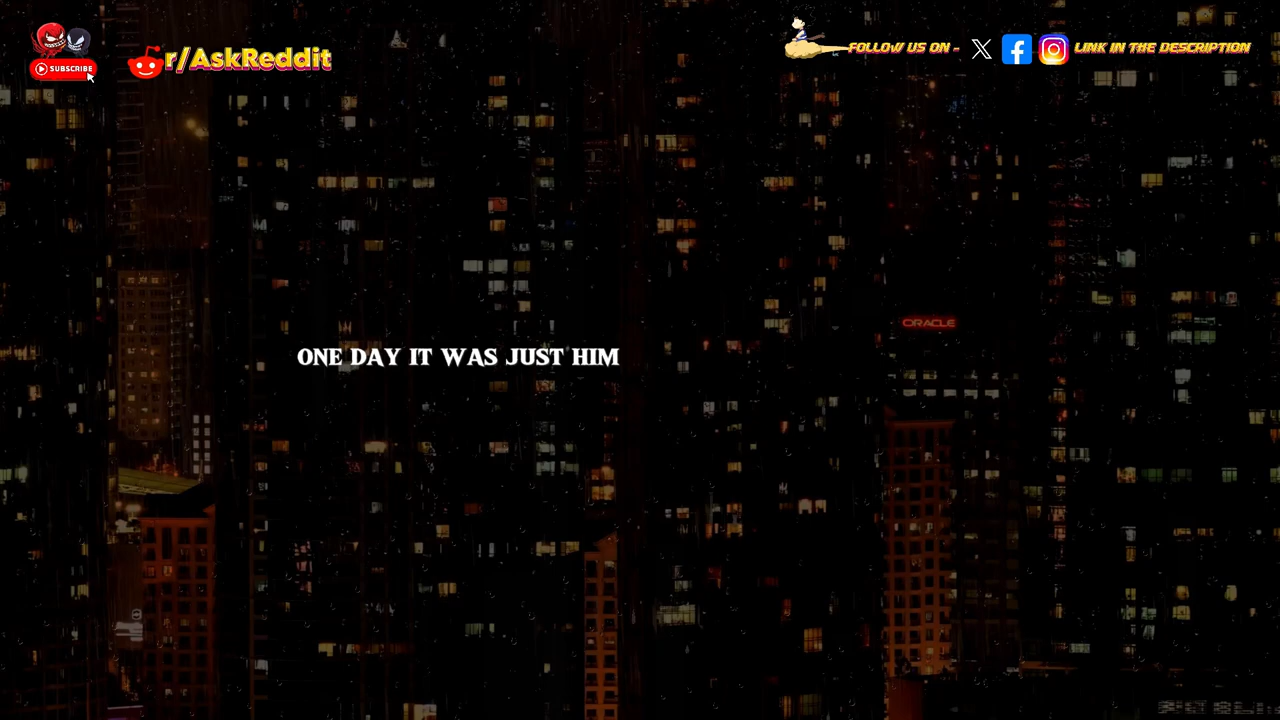 SUBSCRIBE
r/AskReddit
FOLLOW US ON -
LINK IN THE DESCRIPTION
ORACLE
ONE DAY IT WAS JUST HIM